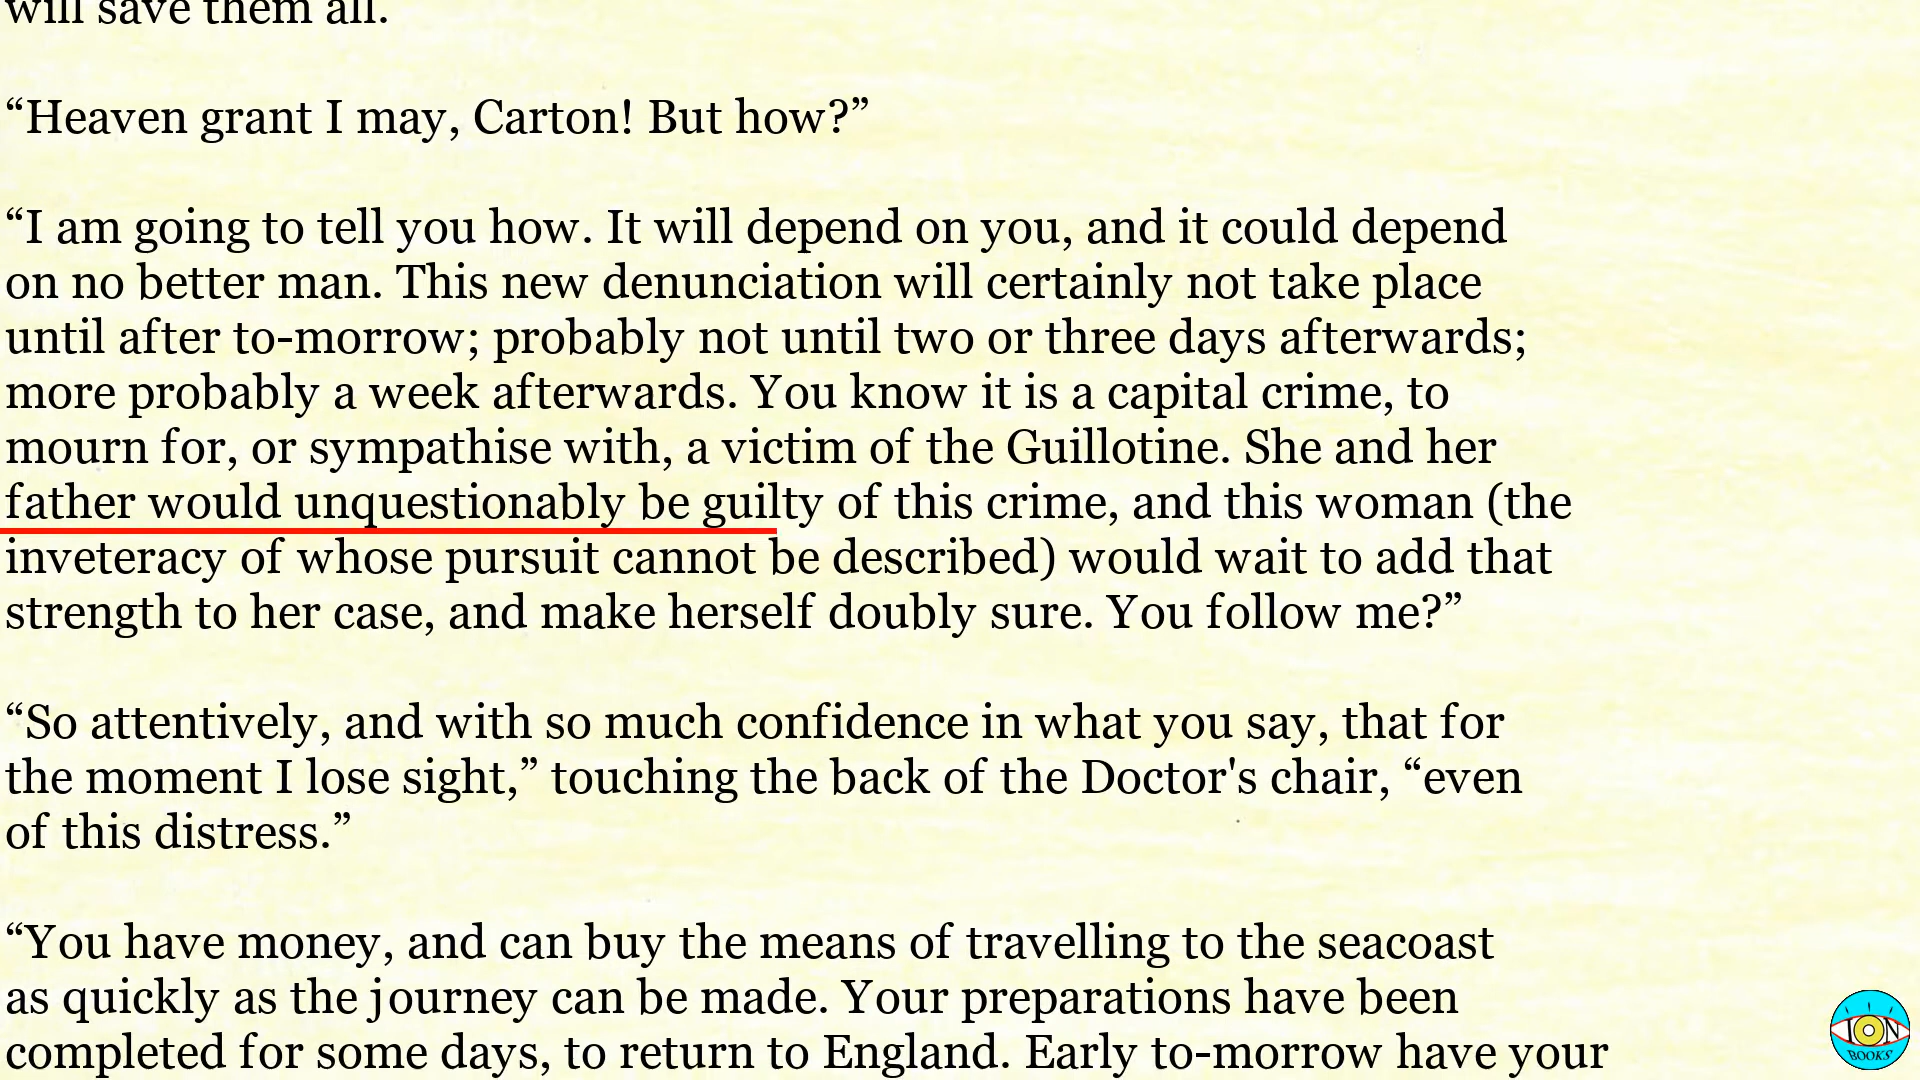 will save them all.
“Heaven grant I may, Carton! But how?”
“I am going to tell you how. It will depend on you, and it could depend
on no better man. This new denunciation will certainly not take place
until after to-morrow; probably not until two or three days afterwards;
more probably a week afterwards. You know it is a capital crime, to
mourn for, or sympathise with, a victim of the Guillotine. She and her
father would unquestionably be guilty of this crime, and this woman (the
inveteracy of whose pursuit cannot be described) would wait to add that
strength to her case, and make herself doubly sure. You follow me?”
“So attentively, and with so much confidence in what you say, that for
the moment I lose sight,” touching the back of the Doctor's chair, “even
of this distress.”
“You have money, and can buy the means of travelling to the seacoast
as quickly as the journey can be made. Your preparations have been
completed for some days, to return to England. Early to-morrow have your
ION
BOOKS